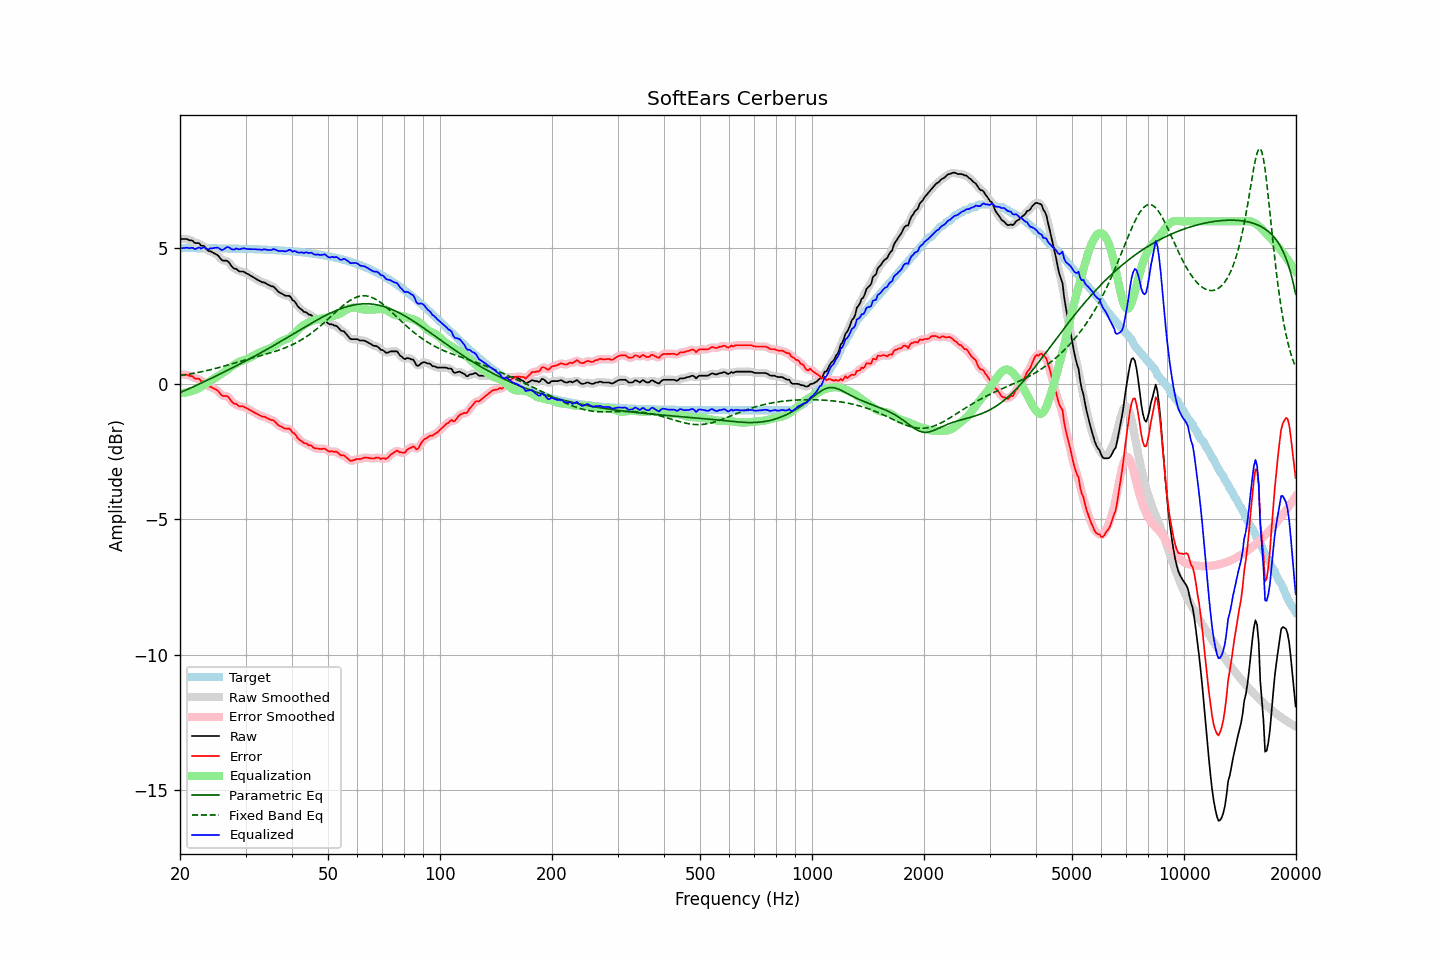 SoftEars Cerberus
Amplitude (dBr)
5
0
−5
−10
−15
Target
Raw Smoothed
Error Smoothed
Raw
Error
Equalization
Parametric Eq
Fixed Band Eq
Equalized
20 50 100 200 500 1000 2000 5000 10000 20000
Frequency (Hz)